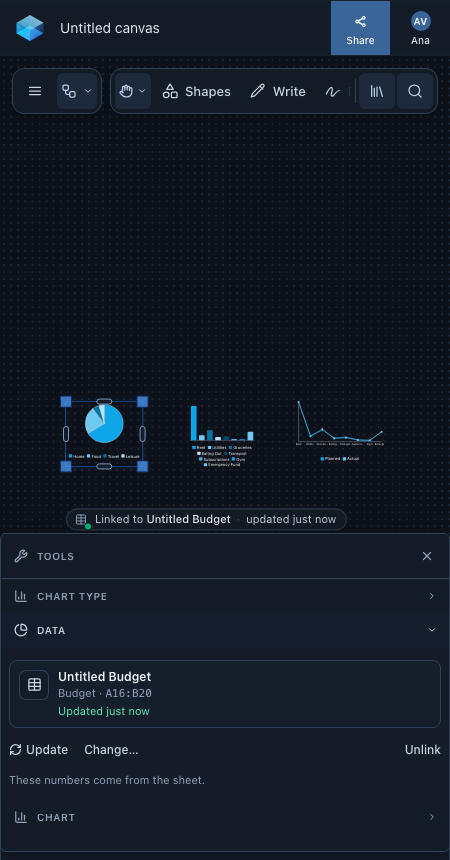 Untitled canvas
Share
AV
Ana
Shapes
Write
Home Food Travel Leisure
Rent Utilities Groceries
Eating Out Transport
Subscriptions Gym
Emergency Fund
Planned Actual
Linked to Untitled Budget · updated just now
TOOLS
CHART TYPE
DATA
Untitled Budget
Budget · A16:B20
Updated just now
Update Change... Unlink
These numbers come from the sheet.
CHART